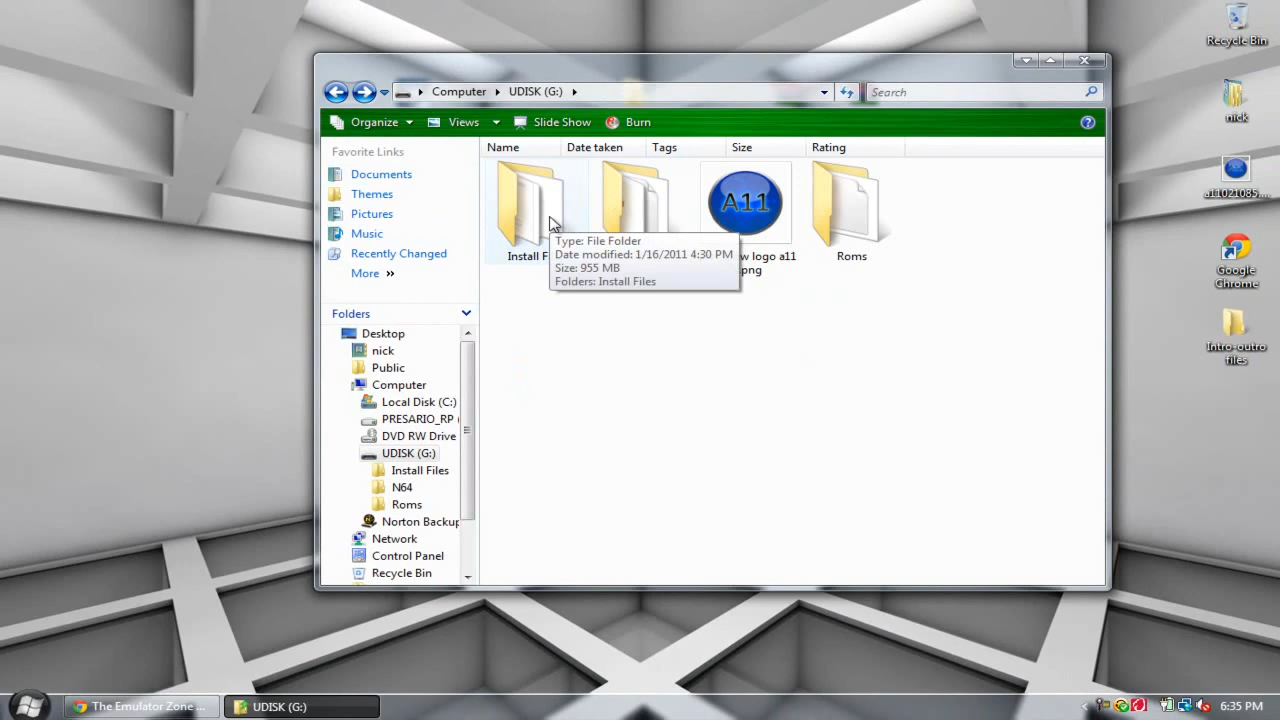 Recycle Bin
nick
a11021085...
Google
Chrome
Intro-outro
files
Computer
UDISK (G:)
Search
Organize
Views
Slide Show
Burn
Name
Date taken
Tags
Size
Rating
Favorite Links
Documents
Themes
Pictures
Music
Recently Changed
More »
Folders
Desktop
nick
Public
Computer
Local Disk (C:)
PRESARIO_RP (
DVD RW Drive
UDISK (G:)
Install Files
N64
Roms
Norton Backup
Network
Control Panel
Recycle Bin
A11
Install F
w logo a11
png
Roms
Type: File Folder
Date modified: 1/16/2011 4:30 PM
Size: 955 MB
Folders: Install Files
The Emulator Zone ...
UDISK (G:)
6:35 PM